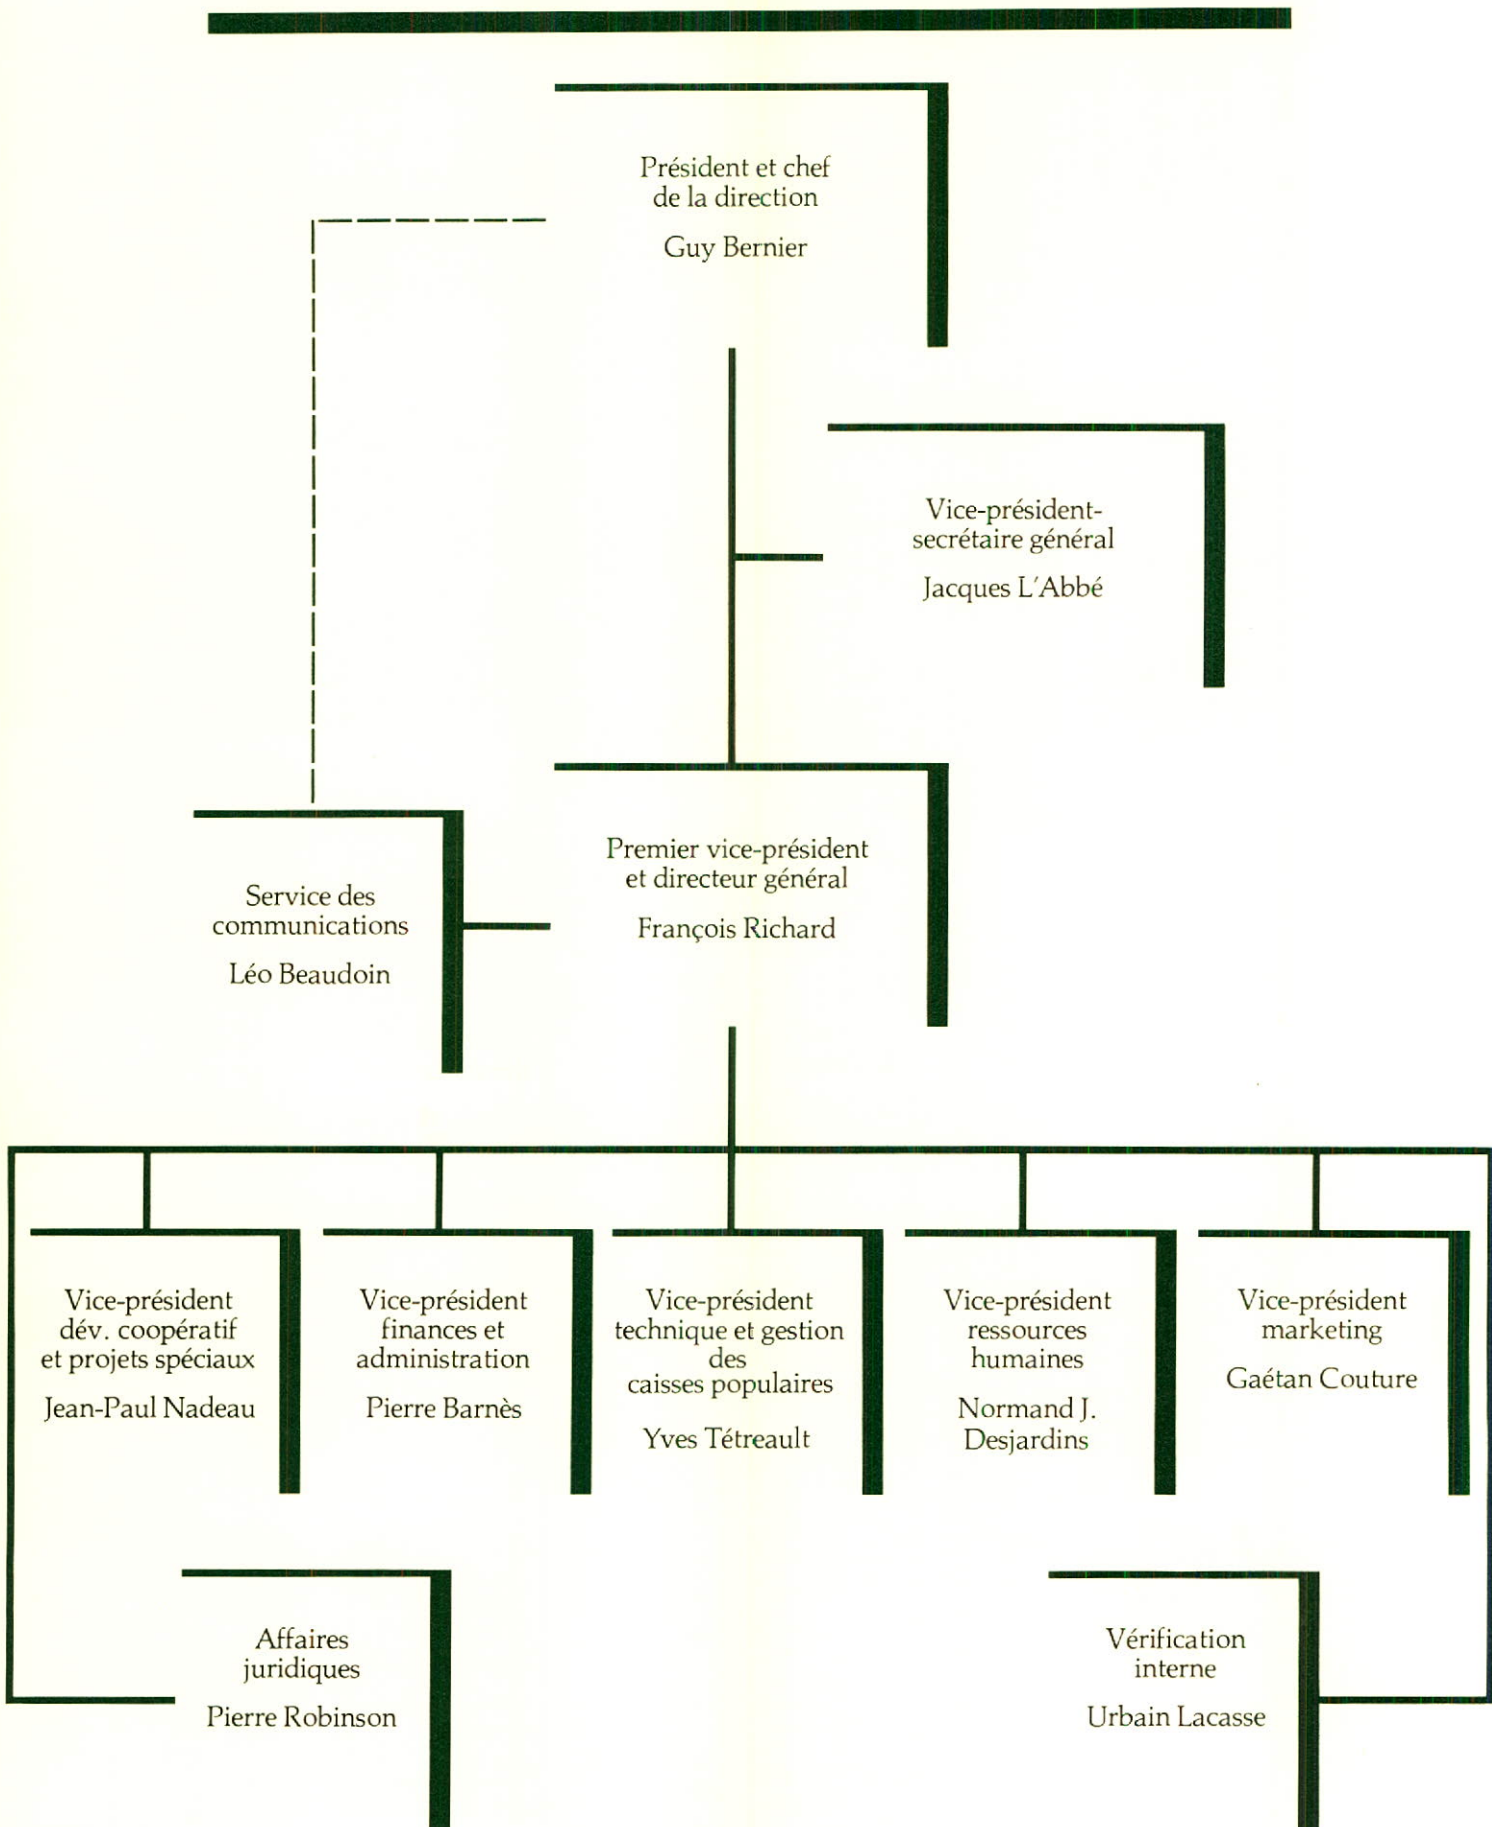 Président et chef
de la direction
Guy Bernier
Vice-président-
secrétaire général
Jacques L'Abbé
Premier vice-président
et directeur général
François Richard
Service des
communications
Léo Beaudoin
Vice-président
dév. coopératif
et projets spéciaux
Jean-Paul Nadeau
Vice-président
finances et
administration
Pierre Barnès
Vice-président
technique et gestion
des
caisses populaires
Yves Tétreault
Vice-président
ressources
humaines
Normand J.
Desjardins
Vice-président
marketing
Gaétan Couture
Affaires
juridiques
Pierre Robinson
Vérification
interne
Urbain Lacasse